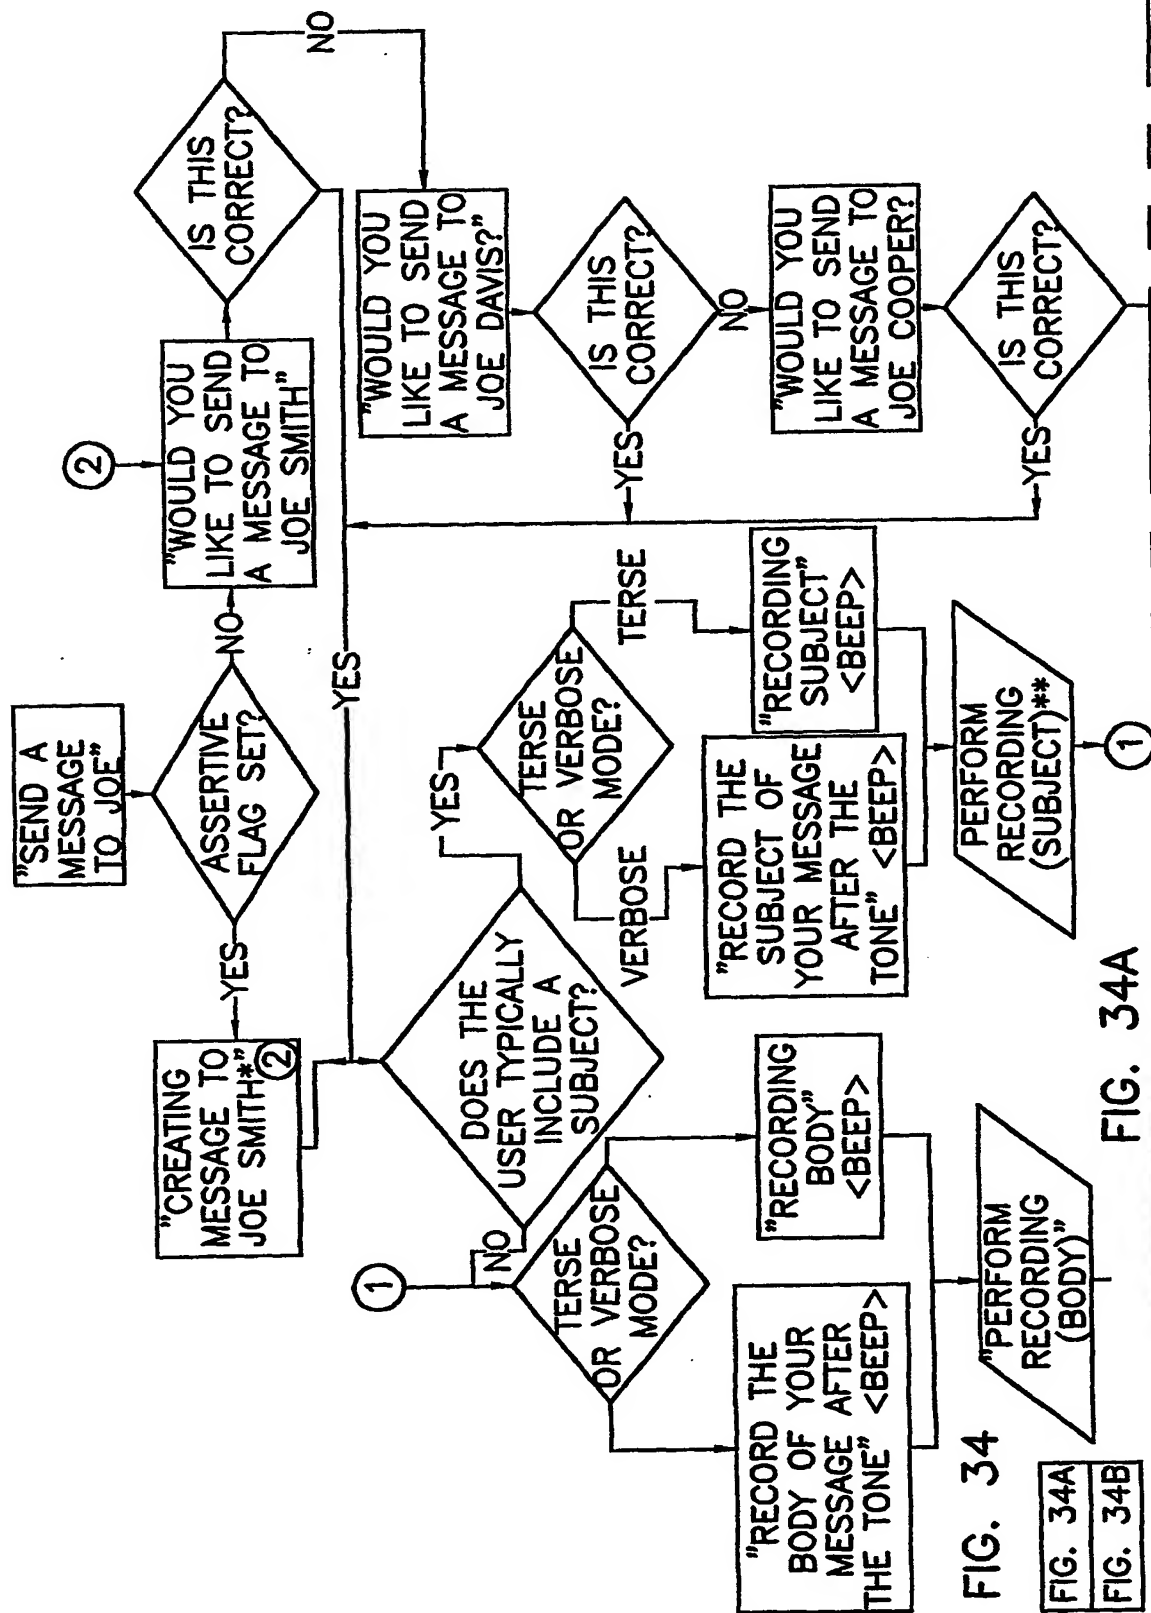 "SEND A
MESSAGE
TO JOE"
ASSERTIVE
FLAG SET?
YES
NO
"CREATING
MESSAGE TO
JOE SMITH*"
2
2
"WOULD YOU
LIKE TO SEND
A MESSAGE TO
JOE SMITH"
IS THIS
CORRECT?
NO
YES
"WOULD YOU
LIKE TO SEND
A MESSAGE TO
JOE DAVIS?"
IS THIS
CORRECT?
YES
NO
"WOULD YOU
LIKE TO SEND
A MESSAGE TO
JOE COOPER?
IS THIS
CORRECT?
YES
DOES THE
USER TYPICALLY
INCLUDE A
SUBJECT?
YES
NO
TERSE
OR VERBOSE
MODE?
VERBOSE
TERSE
"RECORD THE
SUBJECT OF
YOUR MESSAGE
AFTER THE
TONE" <BEEP>
"RECORDING
SUBJECT"
<BEEP>
PERFORM
RECORDING
(SUBJECT)**
1
1
TERSE
OR VERBOSE
MODE?
"RECORD THE
BODY OF YOUR
MESSAGE AFTER
THE TONE" <BEEP>
"RECORDING
BODY"
<BEEP>
"PERFORM
RECORDING
(BODY)"
FIG. 34
FIG. 34A
FIG. 34B
FIG. 34A